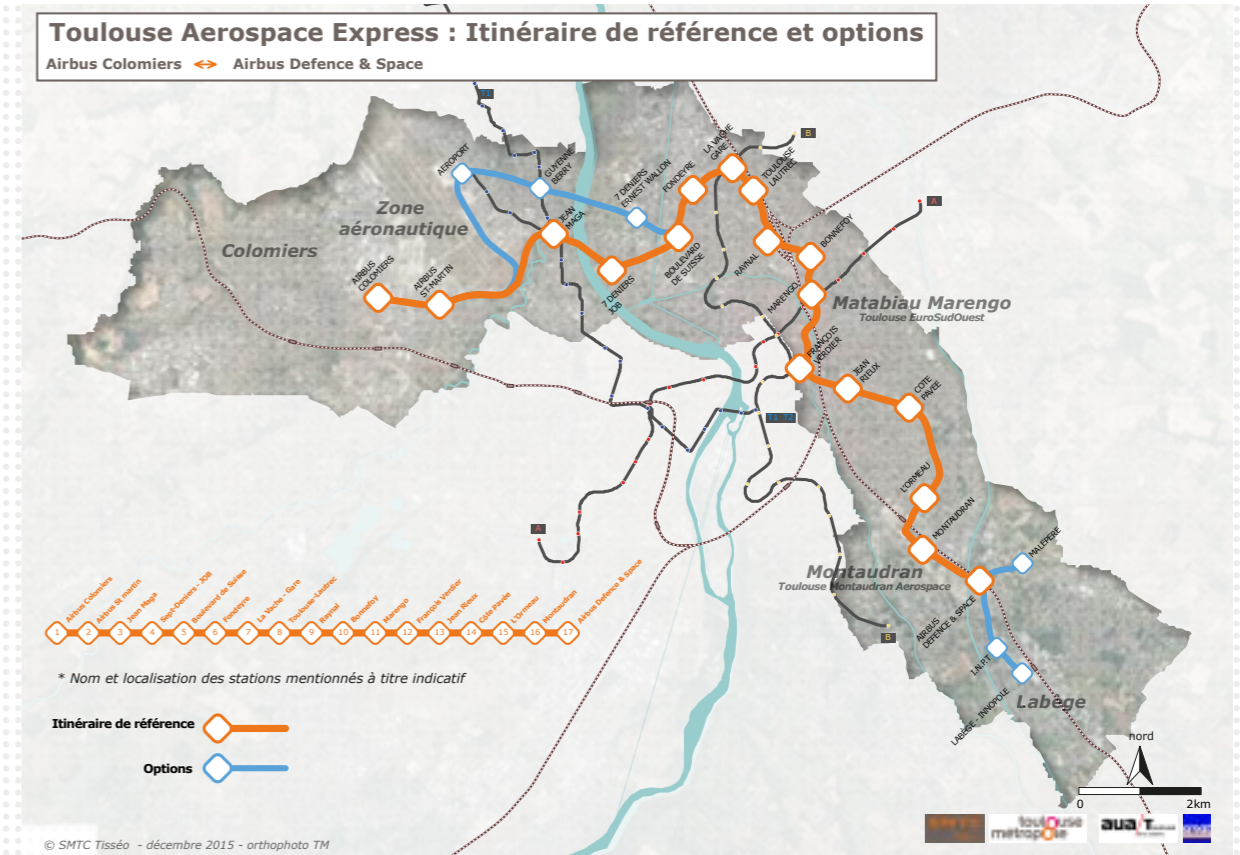 Toulouse Aerospace Express : Itinéraire de référence et options
Airbus Colomiers ↔ Airbus Defence & Space
T1
B
A
AEROPORT
GUYENNE
BERRY
7 DENIERS
ERNEST WALLON
FONDEYRE
LA VACHE
GARE
TOULOUSE
LAUTREC
Zone
aéronautique
Colomiers
JEAN
MAGA
AIRBUS
COLOMIERS
AIRBUS
ST-MARTIN
7 DENIERS
JOB
BOULEVARD
DE SUISSE
RAYNAL
BONNEFOY
MARENGO
Matabiau Marengo
Toulouse EuroSudOuest
FRANÇOIS
VERDIER
JEAN
RIEUX
COTE
PAVEE
T1 T2
A
L'ORMEAU
MONTAUDRAN
MALEPERE
Montaudran
Toulouse Montaudran Aerospace
AIRBUS
DEFENCE & SPACE
B
I.N.P.T
LABÈGE - INNOPOLE
Labège
1 Airbus Colomiers
2 Airbus St martin
3 Jean Maga
4 Sept-Deniers - JOB
5 Boulevard de Suisse
6 Fondeyre
7 La Vache - Gare
8 Toulouse-Lautrec
9 Raynal
10 Bonnefoy
11 Marengo
12 François Verdier
13 Jean Rieux
14 Côte Pavée
15 L'Ormeau
16 Montaudran
17 Airbus Defence & Space
* Nom et localisation des stations mentionnés à titre indicatif
Itinéraire de référence
Options
nord
0 2km
SMTC
toulouse
métropole
aua/T
© SMTC Tisséo - décembre 2015 - orthophoto TM